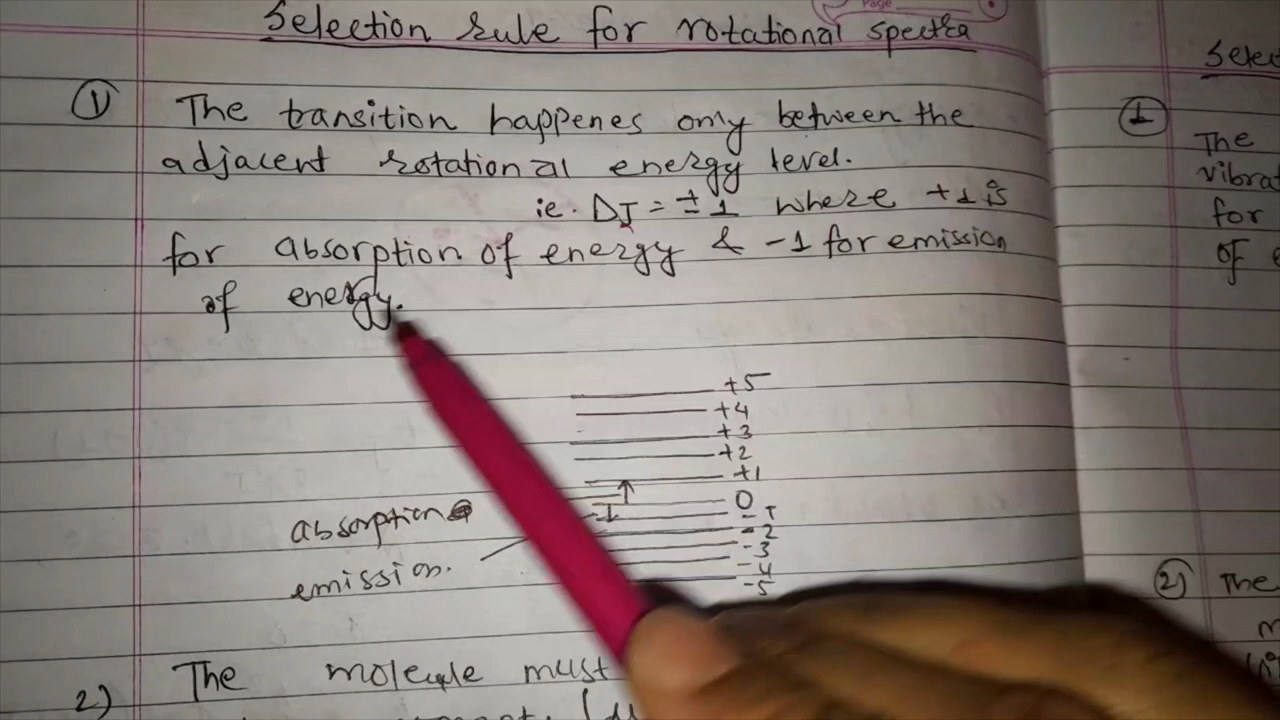 Page
Selection rule for rotational spectra
1) The transition happenes only between the
adjacent rotational energy level.
ie. ΔJ = ±1 where +1 is
for absorption of energy & -1 for emission
of energy.
+5
+4
+3
+2
+1
0
-1
-2
-3
-4
-5
absorption
emission.
2) The molecule must
Selec
1
The
vibrat
for
of
2) The